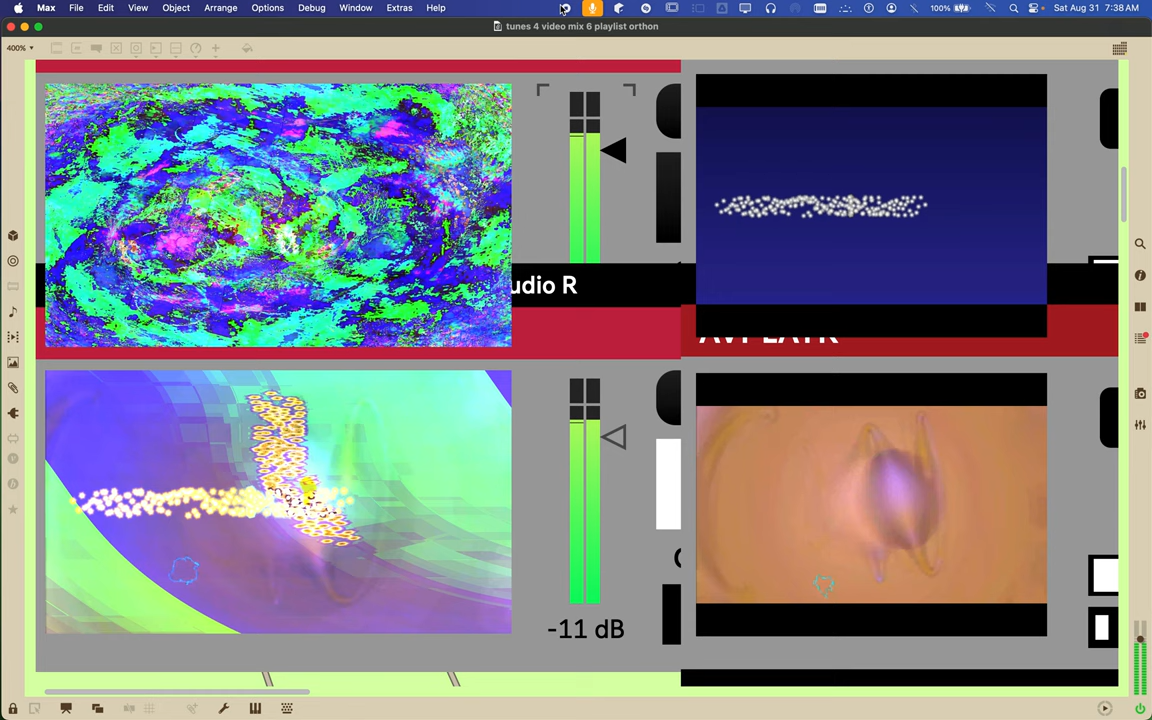 Max File Edit View Object Arrange Options Debug Window Extras Help 100% Sat Aug 31 7:38 AM
tunes 4 video mix 6 playlist orthon
400%
udio R
-11 dB